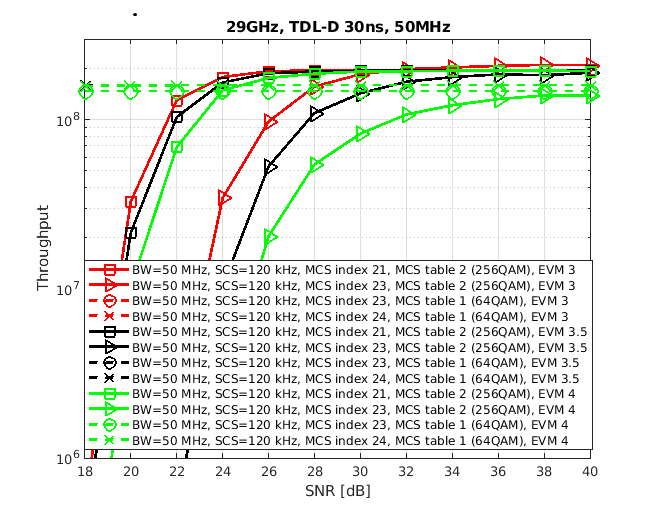 29GHz, TDL-D 30ns, 50MHz
Throughput
10^8
10^7
10^6
BW=50 MHz, SCS=120 kHz, MCS index 21, MCS table 2 (256QAM), EVM 3
BW=50 MHz, SCS=120 kHz, MCS index 23, MCS table 2 (256QAM), EVM 3
BW=50 MHz, SCS=120 kHz, MCS index 23, MCS table 1 (64QAM), EVM 3
BW=50 MHz, SCS=120 kHz, MCS index 24, MCS table 1 (64QAM), EVM 3
BW=50 MHz, SCS=120 kHz, MCS index 21, MCS table 2 (256QAM), EVM 3.5
BW=50 MHz, SCS=120 kHz, MCS index 23, MCS table 2 (256QAM), EVM 3.5
BW=50 MHz, SCS=120 kHz, MCS index 23, MCS table 1 (64QAM), EVM 3.5
BW=50 MHz, SCS=120 kHz, MCS index 24, MCS table 1 (64QAM), EVM 3.5
BW=50 MHz, SCS=120 kHz, MCS index 21, MCS table 2 (256QAM), EVM 4
BW=50 MHz, SCS=120 kHz, MCS index 23, MCS table 2 (256QAM), EVM 4
BW=50 MHz, SCS=120 kHz, MCS index 23, MCS table 1 (64QAM), EVM 4
BW=50 MHz, SCS=120 kHz, MCS index 24, MCS table 1 (64QAM), EVM 4
18 20 22 24 26 28 30 32 34 36 38 40
SNR [dB]